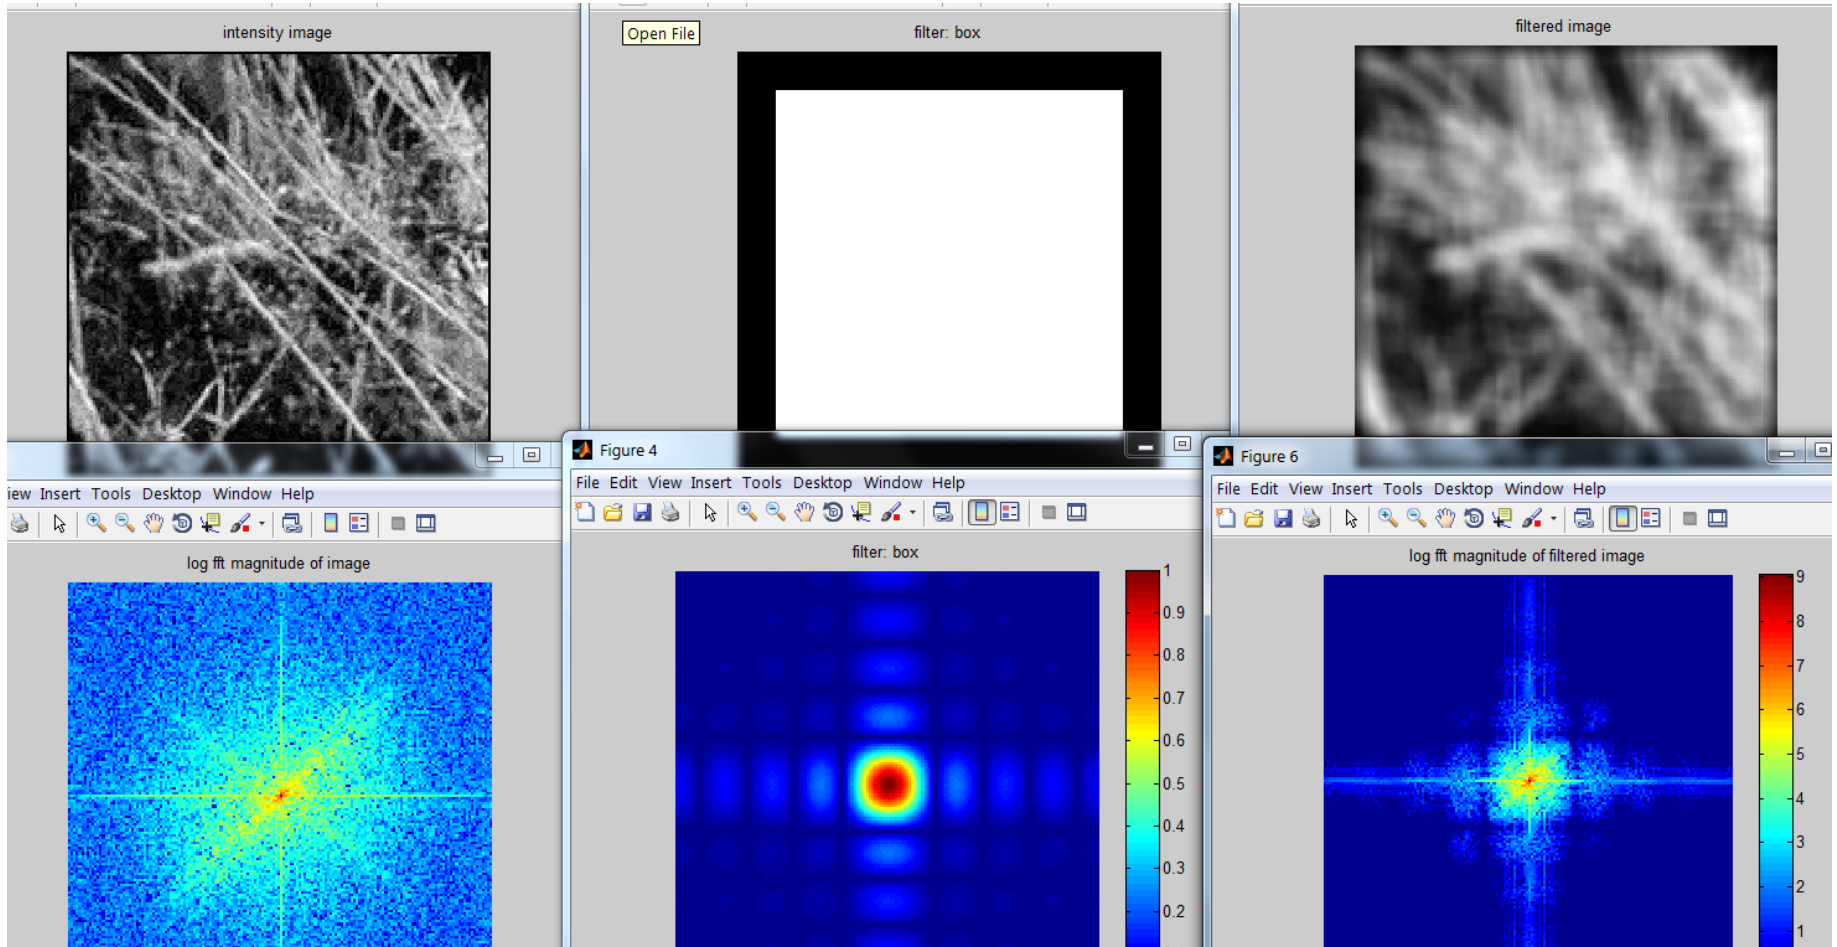 intensity image
Open File
filter: box
filtered image
Figure 4
Figure 6
iew Insert Tools Desktop Window Help
File Edit View Insert Tools Desktop Window Help
File Edit View Insert Tools Desktop Window Help
log fft magnitude of image
filter: box
1
0.9
0.8
0.7
0.6
0.5
0.4
0.3
0.2
log fft magnitude of filtered image
9
8
7
6
5
4
3
2
1